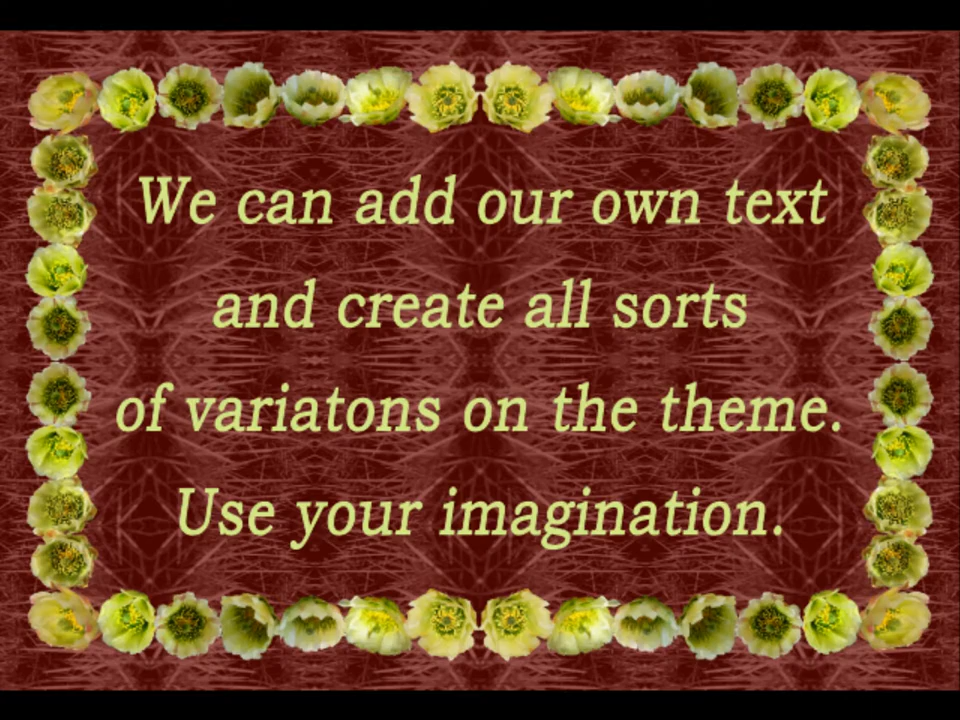 We can add our own text
and create all sorts
of variatons on the theme.
Use your imagination.